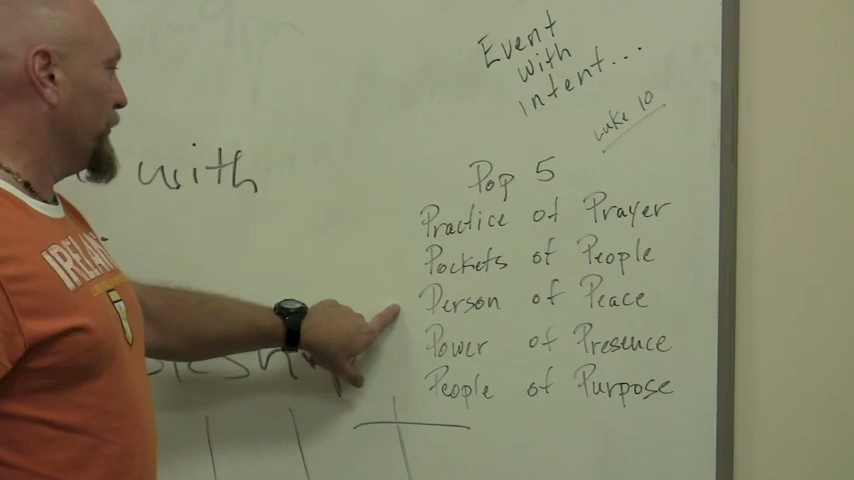 Event
with
intent...
Luke 10
with
Pop 5
Practice of Prayer
Pockets of People
Person of Peace
Power of Presence
People of Purpose